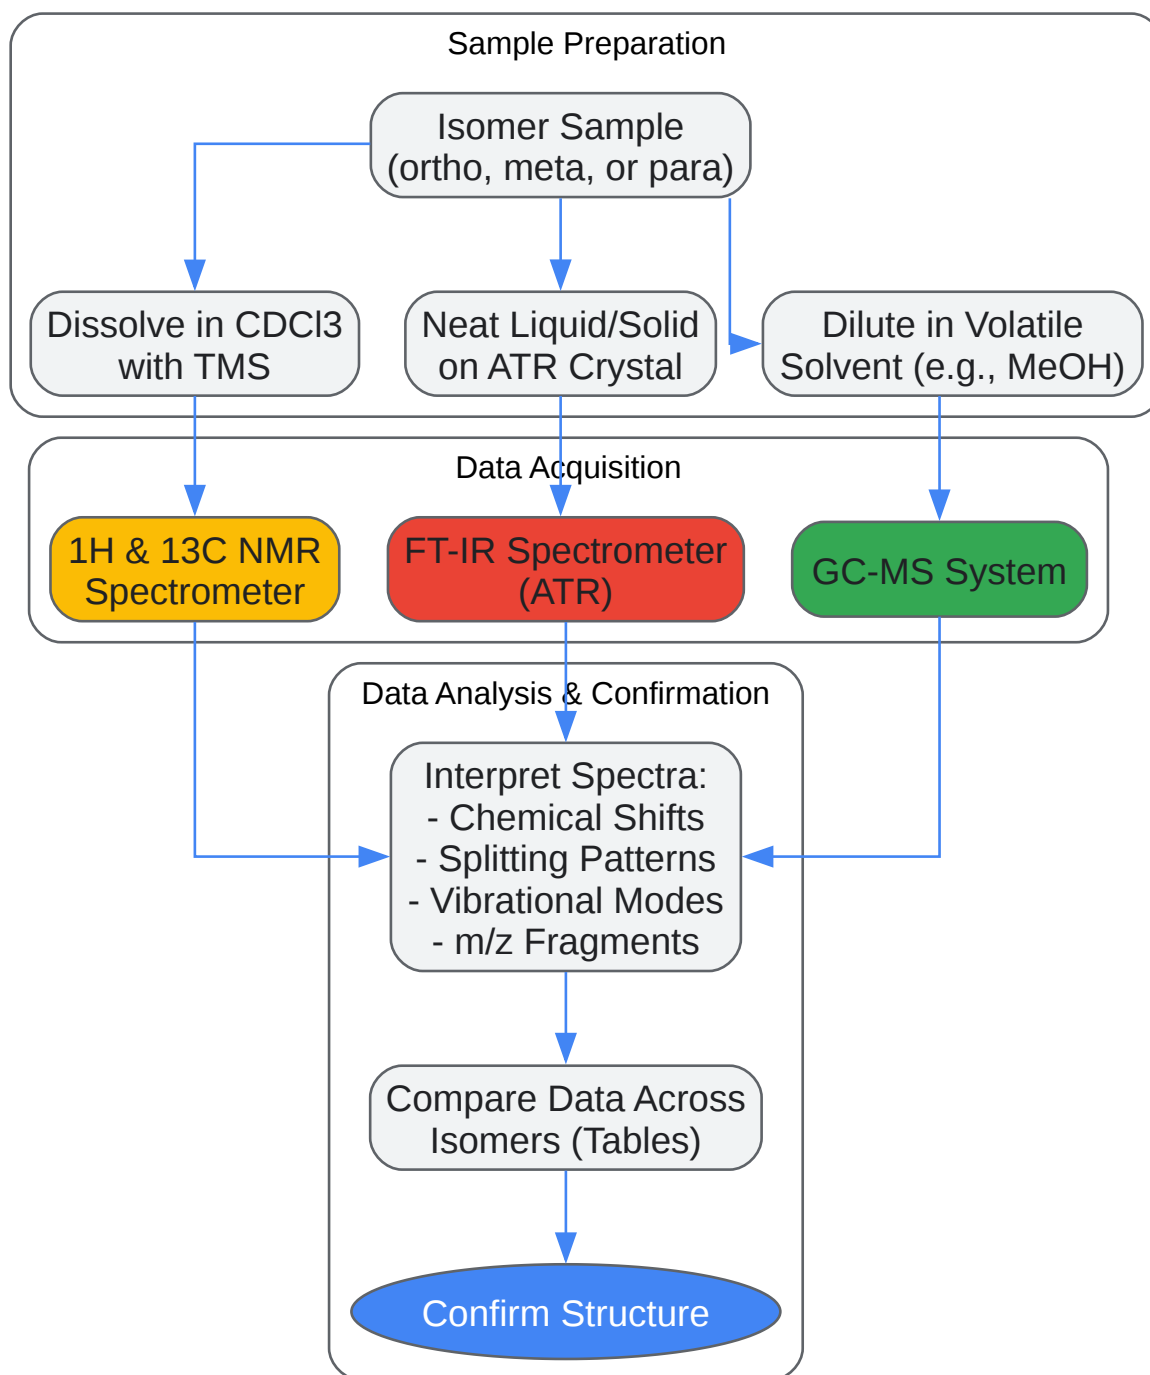 Sample Preparation
Isomer Sample
(ortho, meta, or para)
Dissolve in CDCl3
with TMS
Neat Liquid/Solid
on ATR Crystal
Dilute in Volatile
Solvent (e.g., MeOH)
Data Acquisition
1H & 13C NMR
Spectrometer
FT-IR Spectrometer
(ATR)
GC-MS System
Data Analysis & Confirmation
Interpret Spectra:
- Chemical Shifts
- Splitting Patterns
- Vibrational Modes
- m/z Fragments
Compare Data Across
Isomers (Tables)
Confirm Structure